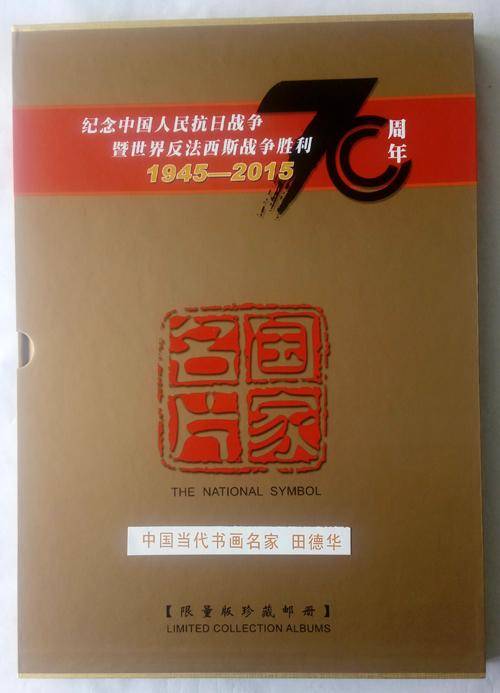 纪念中国人民抗日战争
暨世界反法西斯战争胜利
1945—2015
70
周年
国家
名片
THE NATIONAL SYMBOL
中国当代书画名家 田德华
【限量版珍藏邮册】
LIMITED COLLECTION ALBUMS